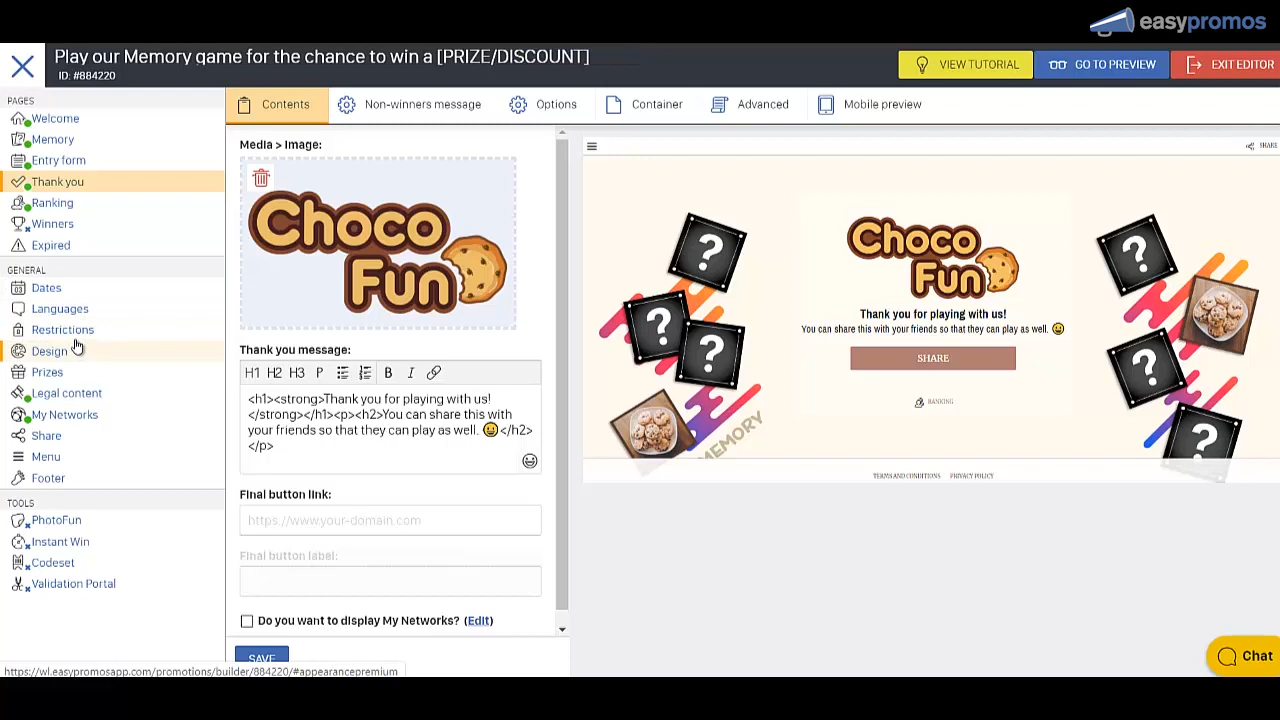 easypromos
Play our Memory game for the chance to win a [PRIZE/DISCOUNT]
ID: #884220
VIEW TUTORIAL
GO TO PREVIEW
EXIT EDITOR
PAGES
Welcome
Memory
Entry form
Thank you
Ranking
Winners
Expired
GENERAL
Dates
Languages
Restrictions
Design
Prizes
Legal content
My Networks
Share
Menu
Footer
TOOLS
PhotoFun
Instant Win
Codeset
Validation Portal
Contents
Non-winners message
Options
Container
Advanced
Mobile preview
Media > Image:
Choco
Fun
Thank you message:
H1 H2 H3 P B I
<h1><strong>Thank you for playing with us!
</strong></h1><p><h2>You can share this with
your friends so that they can play as well. 😀</h2>
</p>
Final button link:
https://www.your-domain.com
Final button label:
Do you want to display My Networks? (Edit)
SAVE
SHARE
Choco
Fun
Thank you for playing with us!
You can share this with your friends so that they can play as well. 😀
SHARE
RANKING
? ? ? ? ? ?
MEMORY
TERMS AND CONDITIONS PRIVACY POLICY
Chat
https://wl.easypromosapp.com/promotions/builder/884220/#appearancepremium